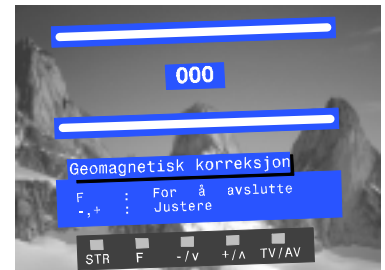 000
Geomagnetisk korreksjon
F : For å avslutte
-,+ : Justere
STR F -/v +/ʌ TV/AV